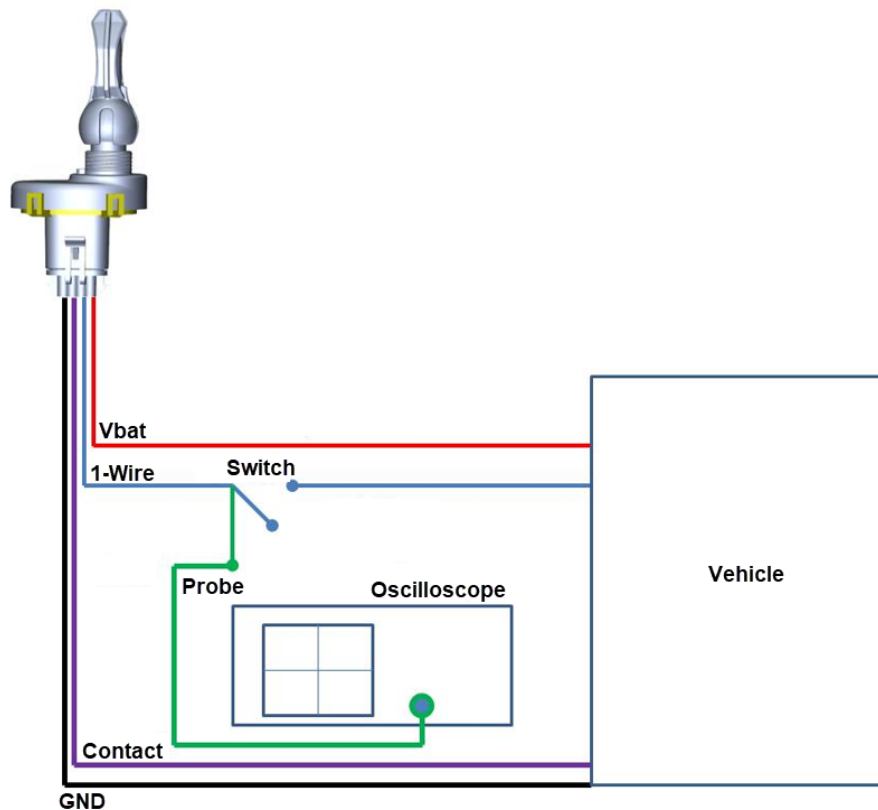 Vbat
1-Wire
Switch
Probe
Oscilloscope
Vehicle
Contact
GND